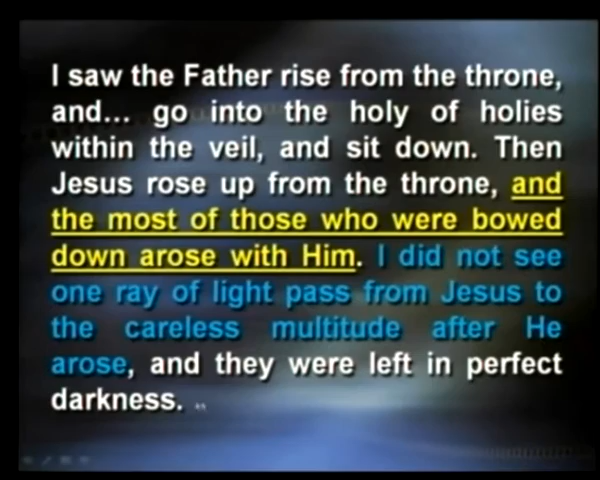 I saw the Father rise from the throne,
and... go into the holy of holies
within the veil, and sit down. Then
Jesus rose up from the throne, and
the most of those who were bowed
down arose with Him. I did not see
one ray of light pass from Jesus to
the careless multitude after He
arose, and they were left in perfect
darkness.